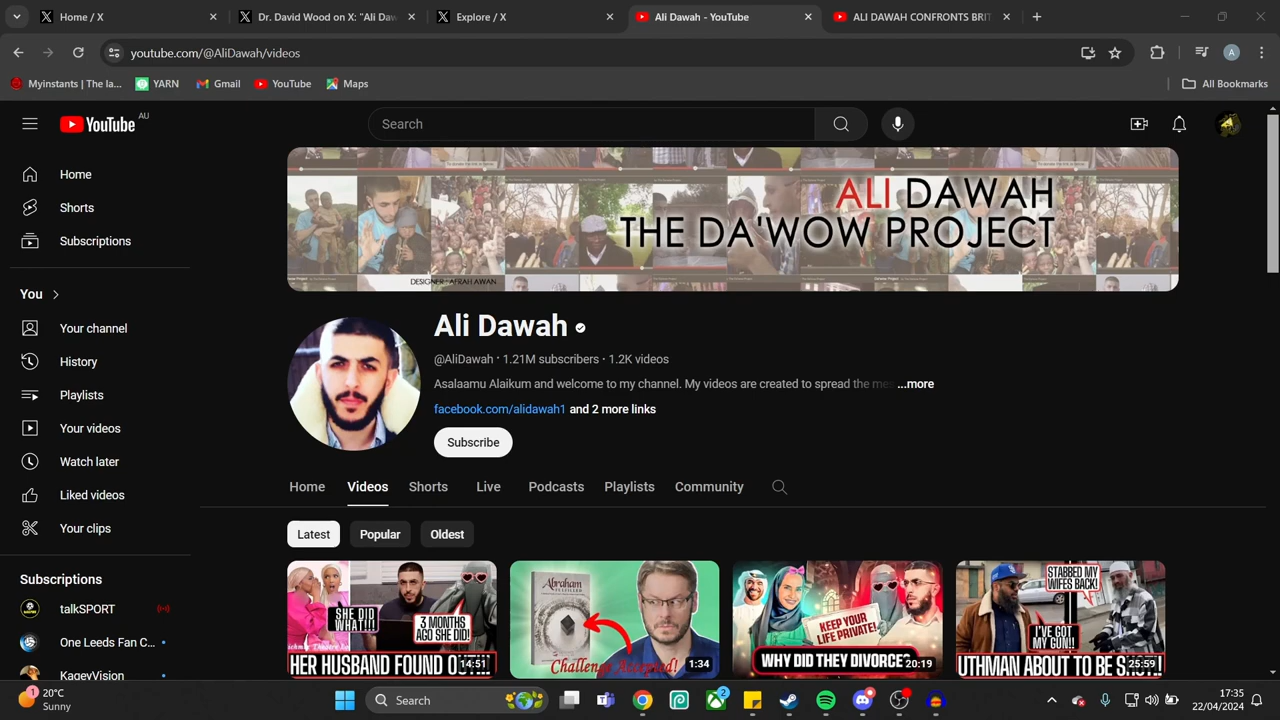 Home / X
Dr. David Wood on X: "Ali Daw
Explore / X
Ali Dawah - YouTube
ALI DAWAH CONFRONTS BRIT
youtube.com/@AliDawah/videos
Myinstants | The la...
YARN
Gmail
YouTube
Maps
All Bookmarks
YouTube AU
Search
Home
Shorts
Subscriptions
You
Your channel
History
Playlists
Your videos
Watch later
Liked videos
Your clips
Subscriptions
talkSPORT
One Leeds Fan C...
KageyVision
ALI DAWAH
THE DA'WOW PROJECT
DESIGNER : AFRAH AWAN
Ali Dawah
@AliDawah · 1.21M subscribers · 1.2K videos
Asalaamu Alaikum and welcome to my channel. My videos are created to spread the mes ...more
facebook.com/alidawah1 and 2 more links
Subscribe
Home
Videos
Shorts
Live
Podcasts
Playlists
Community
Latest
Popular
Oldest
SHE DID
WHAT!!!
3 MONTHS
AGO SHE DID!
HER HUSBAND FOUND OUT!!
14:51
Abraham
FULFILLED
Challenge Accepted!
1:34
KEEP YOUR
LIFE PRIVATE!
WHY DID THEY DIVORCE?
20:19
STABBED MY
WIFES BACK!
I'VE GOT
MY GUN!!
UTHMAN ABOUT TO BE SH
25:59
1
20°C
Sunny
Search
2
17:35
22/04/2024